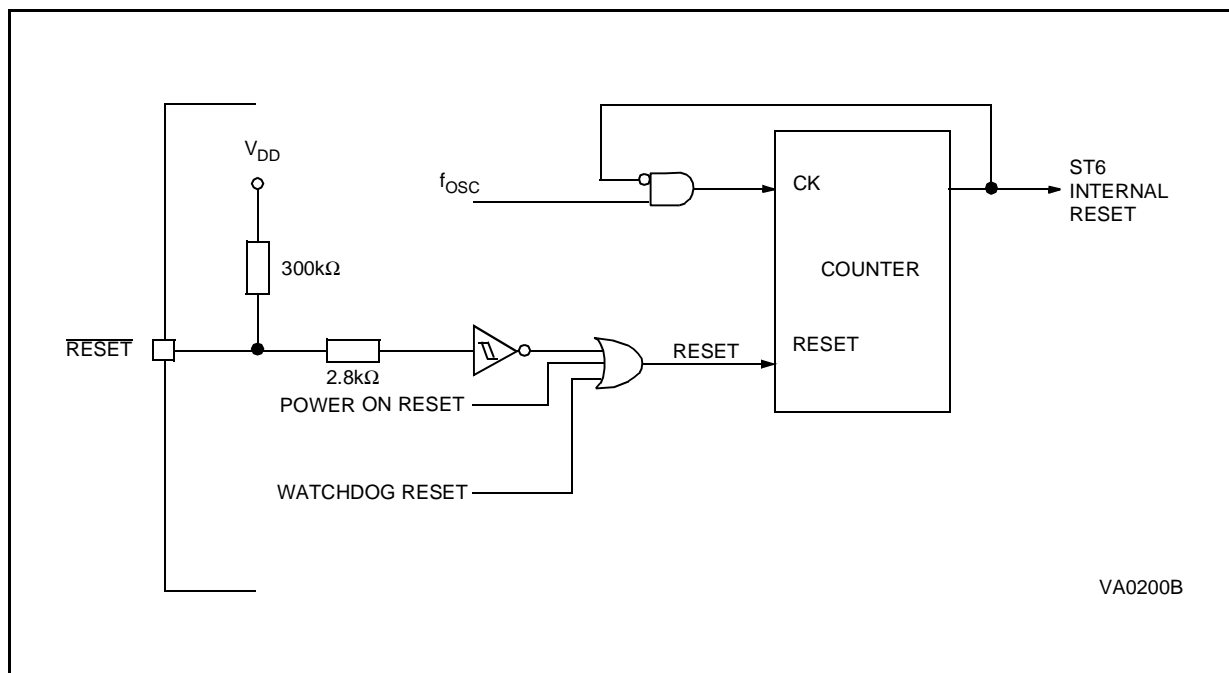 V_DD
f_OSC
CK
ST6
INTERNAL
RESET
300kΩ
COUNTER
RESET
RESET
RESET
2.8kΩ
POWER ON RESET
WATCHDOG RESET
VA0200B